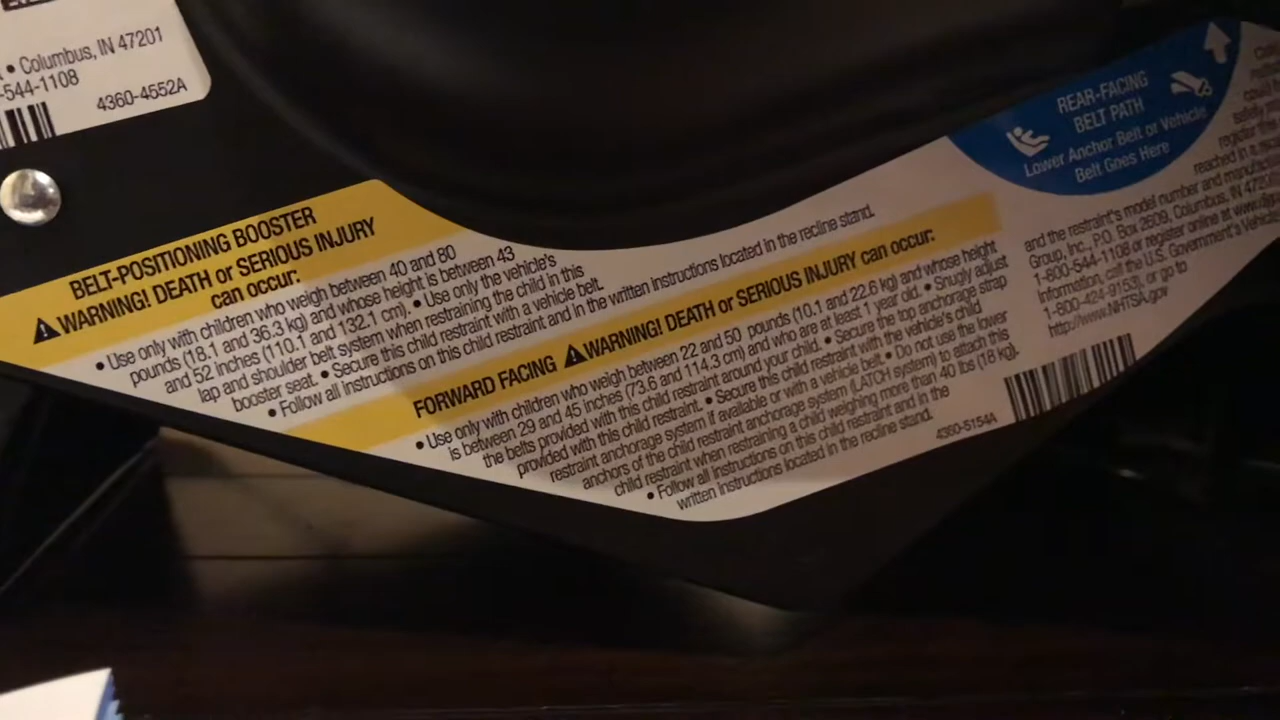 • Columbus, IN 47201
-544-1108
4360-4552A
BELT-POSITIONING BOOSTER
WARNING! DEATH or SERIOUS INJURY
can occur:
• Use only with children who weigh between 40 and 80
pounds (18.1 and 36.3 kg) and whose height is between 43
and 52 inches (110.1 and 132.1 cm). • Use only the vehicle's
lap and shoulder belt system when restraining the child in this
booster seat. • Secure this child restraint with a vehicle belt.
• Follow all instructions on this child restraint and in the written instructions located in the recline stand.
FORWARD FACING WARNING! DEATH or SERIOUS INJURY can occur:
• Use only with children who weigh between 22 and 50 pounds (10.1 and 22.6 kg) and whose height
is between 29 and 45 inches (73.6 and 114.3 cm) and who are at least 1 year old. • Snugly adjust
the belts provided with this child restraint around your child. • Secure the top anchorage strap
provided with this child restraint. • Secure this child restraint with the vehicle's child
restraint anchorage system if available or with a vehicle belt. • Do not use the lower
anchors of the child restraint anchorage system (LATCH system) to attach this
child restraint when restraining a child weighing more than 40 lbs (18 kg).
• Follow all instructions on this child restraint and in the
written instructions located in the recline stand.
4360-5154A
REAR-FACING
BELT PATH
Lower Anchor Belt or Vehicle
Belt Goes Here
safety
register
reached in
and the restraint's model number and
Group, Inc., P.O. Box 2609, Columbus, IN
1-800-544-1108 or register online at
information, call the U.S. Government's Vehicle
1-800-424-9153), or go to
http://www.NHTSA.gov